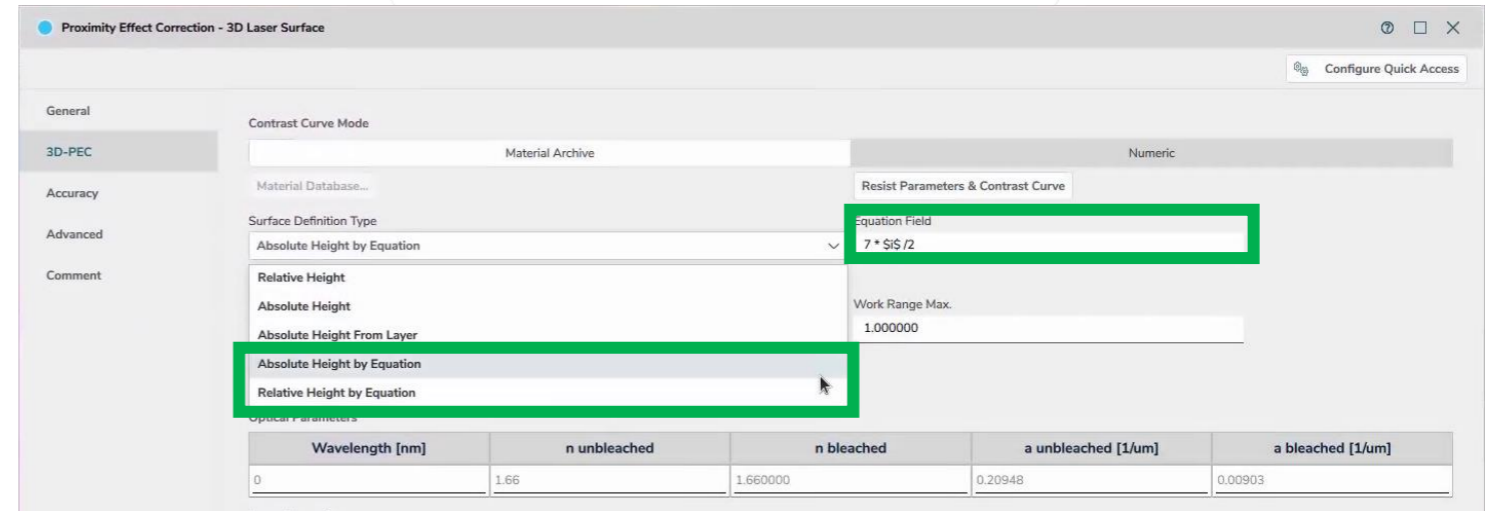 Proximity Effect Correction - 3D Laser Surface
Configure Quick Access
General
3D-PEC
Accuracy
Advanced
Comment
Contrast Curve Mode
Material Archive
Numeric
Material Database...
Resist Parameters & Contrast Curve
Surface Definition Type
Equation Field
Absolute Height by Equation
7 * $i$ /2
Relative Height
Absolute Height
Absolute Height From Layer
Absolute Height by Equation
Relative Height by Equation
Work Range Max.
1.000000
Optical Parameters
Wavelength [nm] n unbleached n bleached a unbleached [1/um] a bleached [1/um]
0 1.66 1.660000 0.20948 0.00903